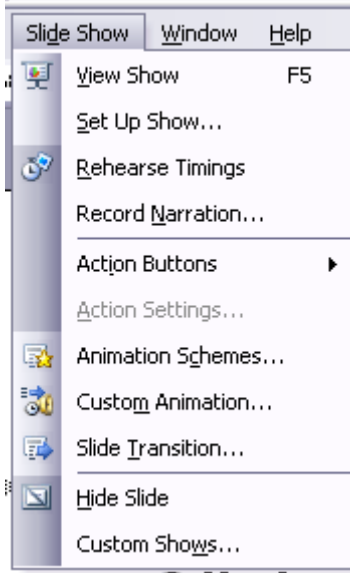 Slide Show Window Help
View Show F5
Set Up Show...
Rehearse Timings
Record Narration...
Action Buttons
Action Settings...
Animation Schemes...
Custom Animation...
Slide Transition...
Hide Slide
Custom Shows...